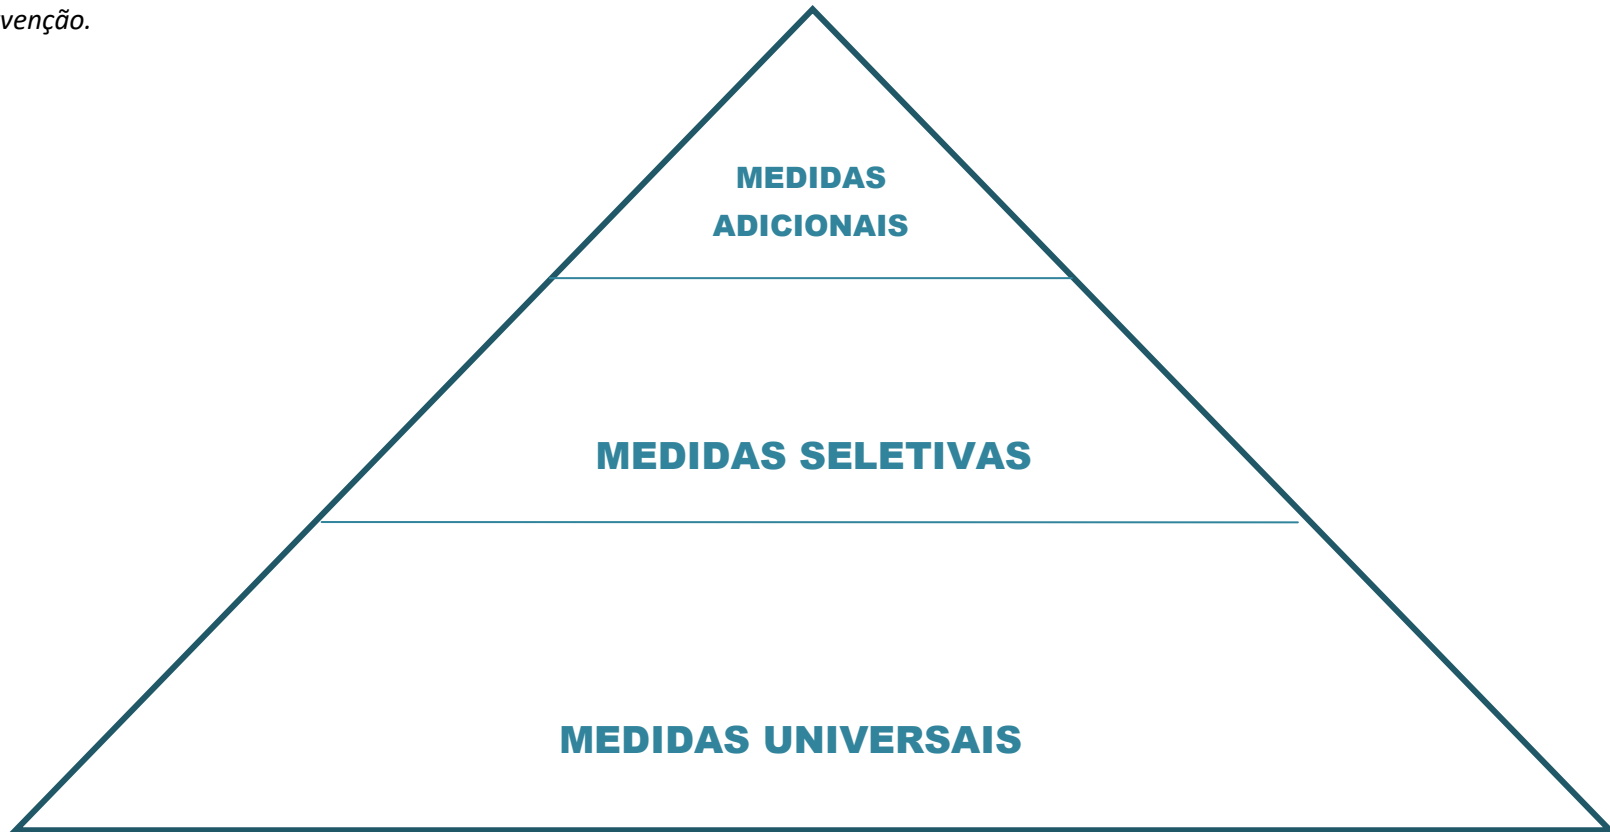 venção.
MEDIDAS
ADICIONAIS
MEDIDAS SELETIVAS
MEDIDAS UNIVERSAIS